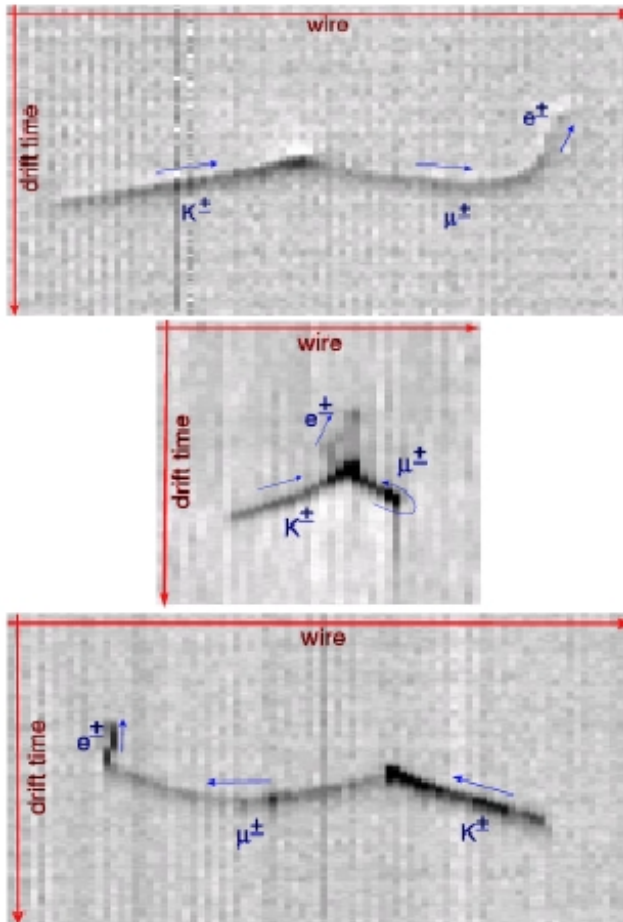 wire
drift time
e±
K±
μ±
wire
drift time
e±
μ±
K±
wire
drift time
e±
μ±
K±